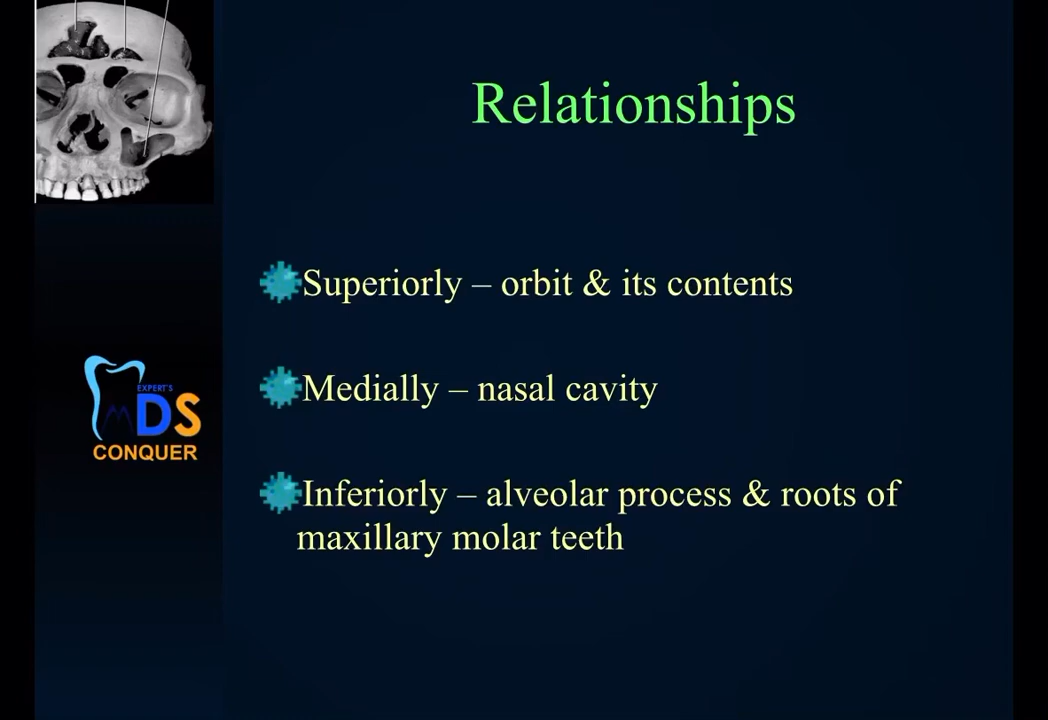 Relationships
Superiorly – orbit & its contents
Medially – nasal cavity
Inferiorly – alveolar process & roots of
maxillary molar teeth
EXPERT'S
MDS
CONQUER